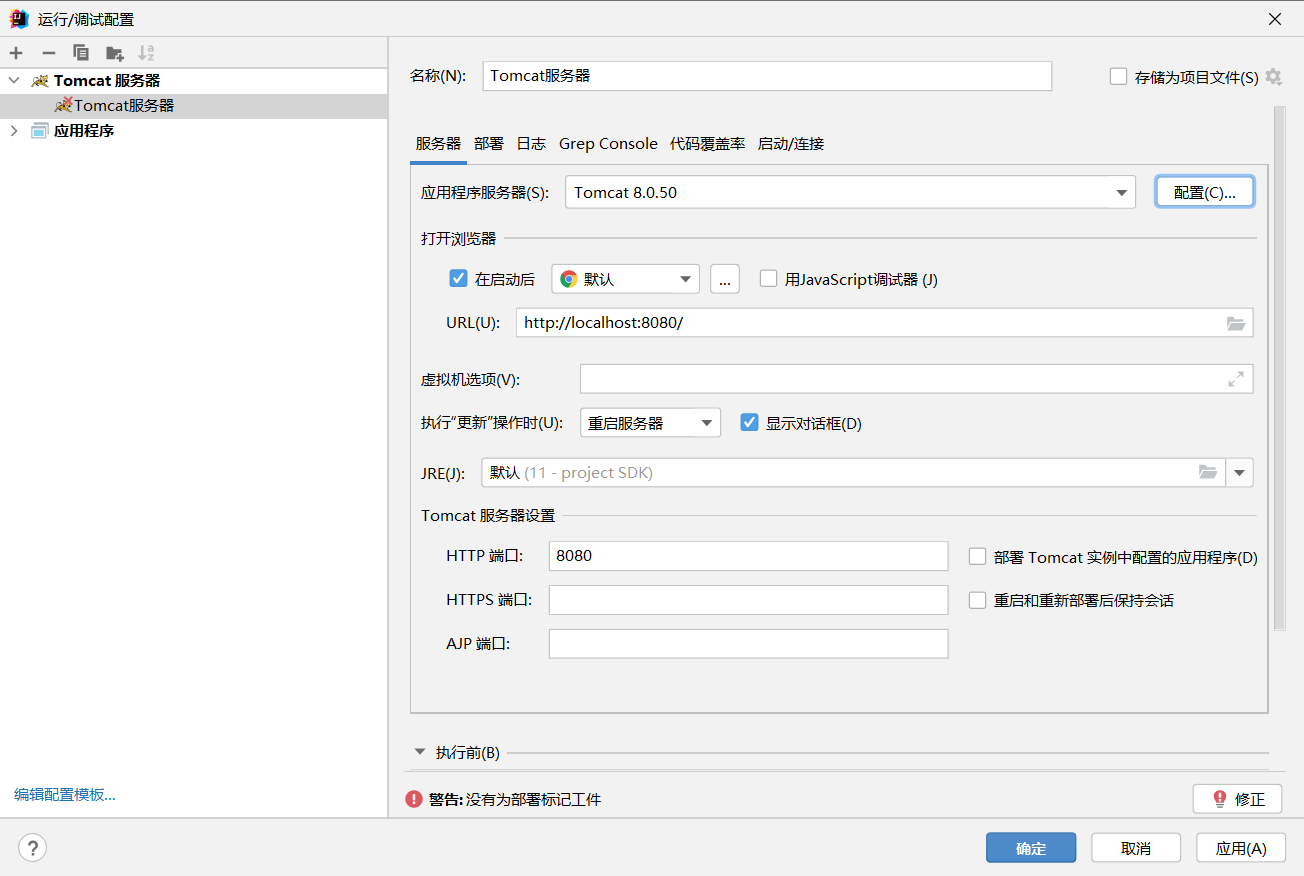 运行/调试配置
Tomcat 服务器
Tomcat服务器
应用程序
编辑配置模板...
名称(N):
Tomcat服务器
存储为项目文件(S)
服务器 部署 日志 Grep Console 代码覆盖率 启动/连接
应用程序服务器(S): Tomcat 8.0.50 配置(C)...
打开浏览器
在启动后 默认 ... 用JavaScript调试器 (J)
URL(U): http://localhost:8080/
虚拟机选项(V):
执行“更新”操作时(U): 重启服务器 显示对话框(D)
JRE(J): 默认 (11 - project SDK)
Tomcat 服务器设置
HTTP 端口: 8080 部署 Tomcat 实例中配置的应用程序(D)
HTTPS 端口: 重启和重新部署后保持会话
AJP 端口:
执行前(B)
警告: 没有为部署标记工件 修正
? 确定 取消 应用(A)